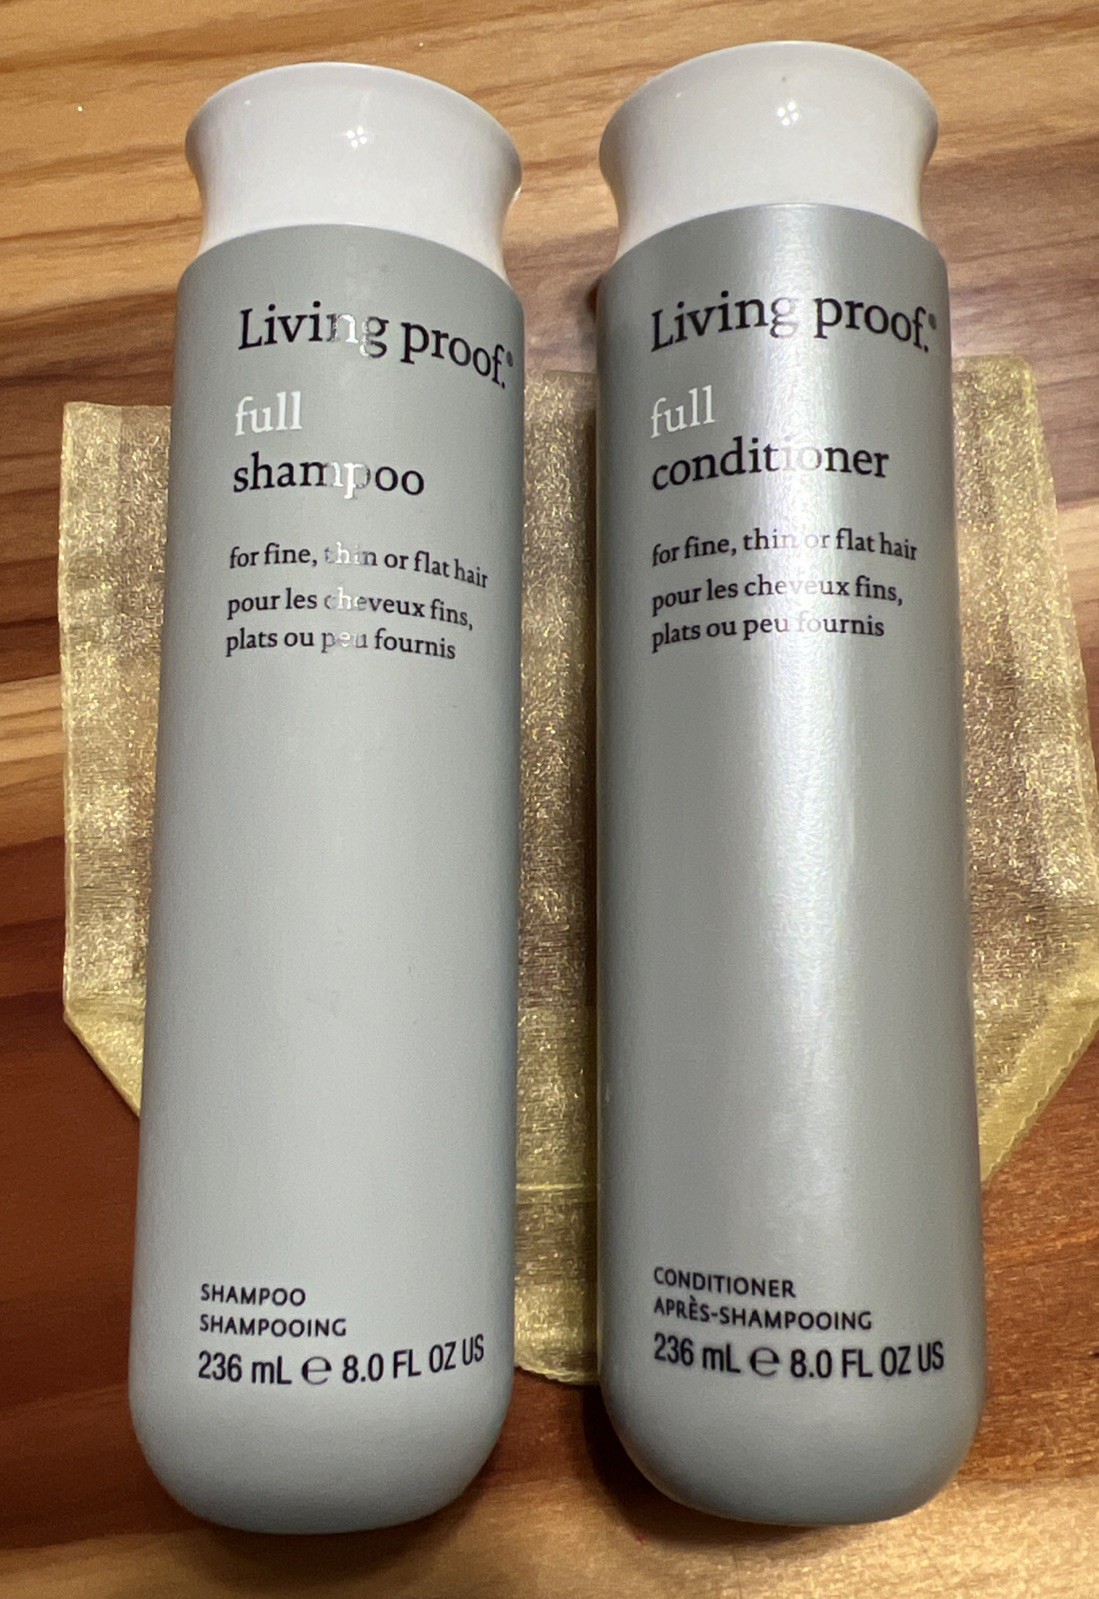 Living proof.®
full
shampoo
for fine, thin or flat hair
pour les cheveux fins,
plats ou peu fournis
SHAMPOO
SHAMPOOING
236 mL ℮ 8.0 FL OZ US
Living proof.®
full
conditioner
for fine, thin or flat hair
pour les cheveux fins,
plats ou peu fournis
CONDITIONER
APRÈS-SHAMPOOING
236 mL ℮ 8.0 FL OZ US